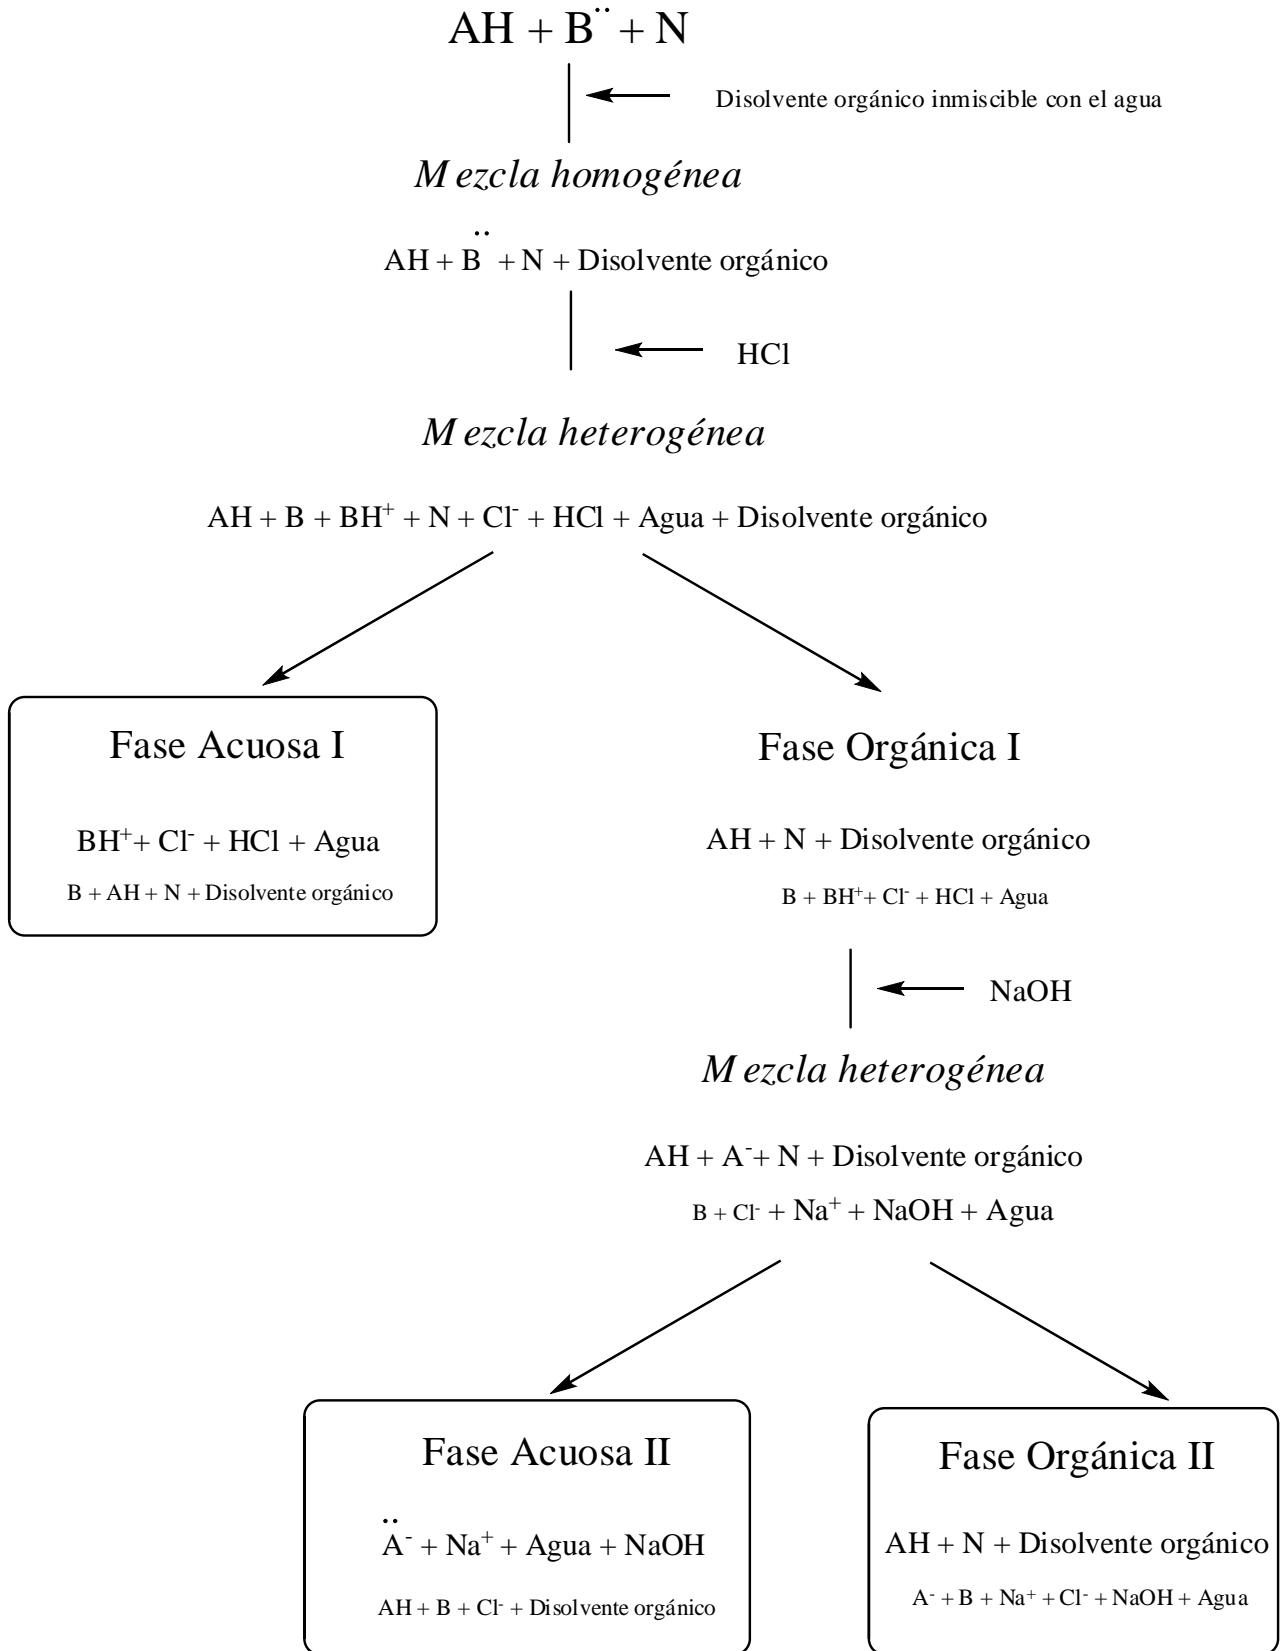 AH + B¨ + N
Disolvente orgánico inmiscible con el agua
Mezcla homogénea
AH + B¨ + N + Disolvente orgánico
HCl
Mezcla heterogénea
AH + B + BH⁺ + N + Cl⁻ + HCl + Agua + Disolvente orgánico
Fase Acuosa I
BH⁺ + Cl⁻ + HCl + Agua
B + AH + N + Disolvente orgánico
Fase Orgánica I
AH + N + Disolvente orgánico
B + BH⁺ + Cl⁻ + HCl + Agua
NaOH
Mezcla heterogénea
AH + A⁻ + N + Disolvente orgánico
B + Cl⁻ + Na⁺ + NaOH + Agua
Fase Acuosa II
Ä⁻ + Na⁺ + Agua + NaOH
AH + B + Cl⁻ + Disolvente orgánico
Fase Orgánica II
AH + N + Disolvente orgánico
A⁻ + B + Na⁺ + Cl⁻ + NaOH + Agua